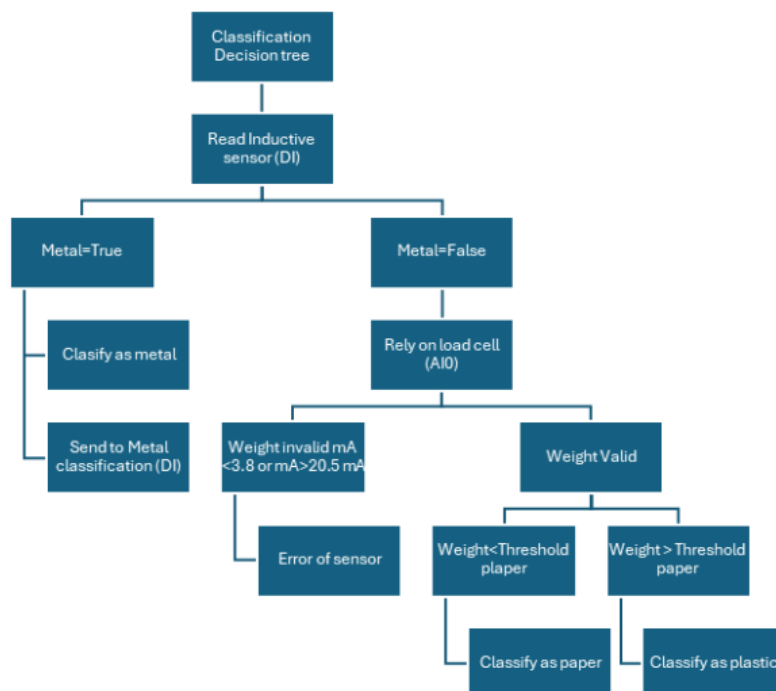 Classification
Decision tree
Read Inductive
sensor (DI)
Metal=True
Metal=False
Clasify as metal
Rely on load cell
(AI0)
Send to Metal
classification (DI)
Weight invalid mA
<3.8 or mA>20.5 mA
Weight Valid
Error of sensor
Weight<Threshold
plaper
Weight > Threshold
paper
Classify as paper
Classify as plastic